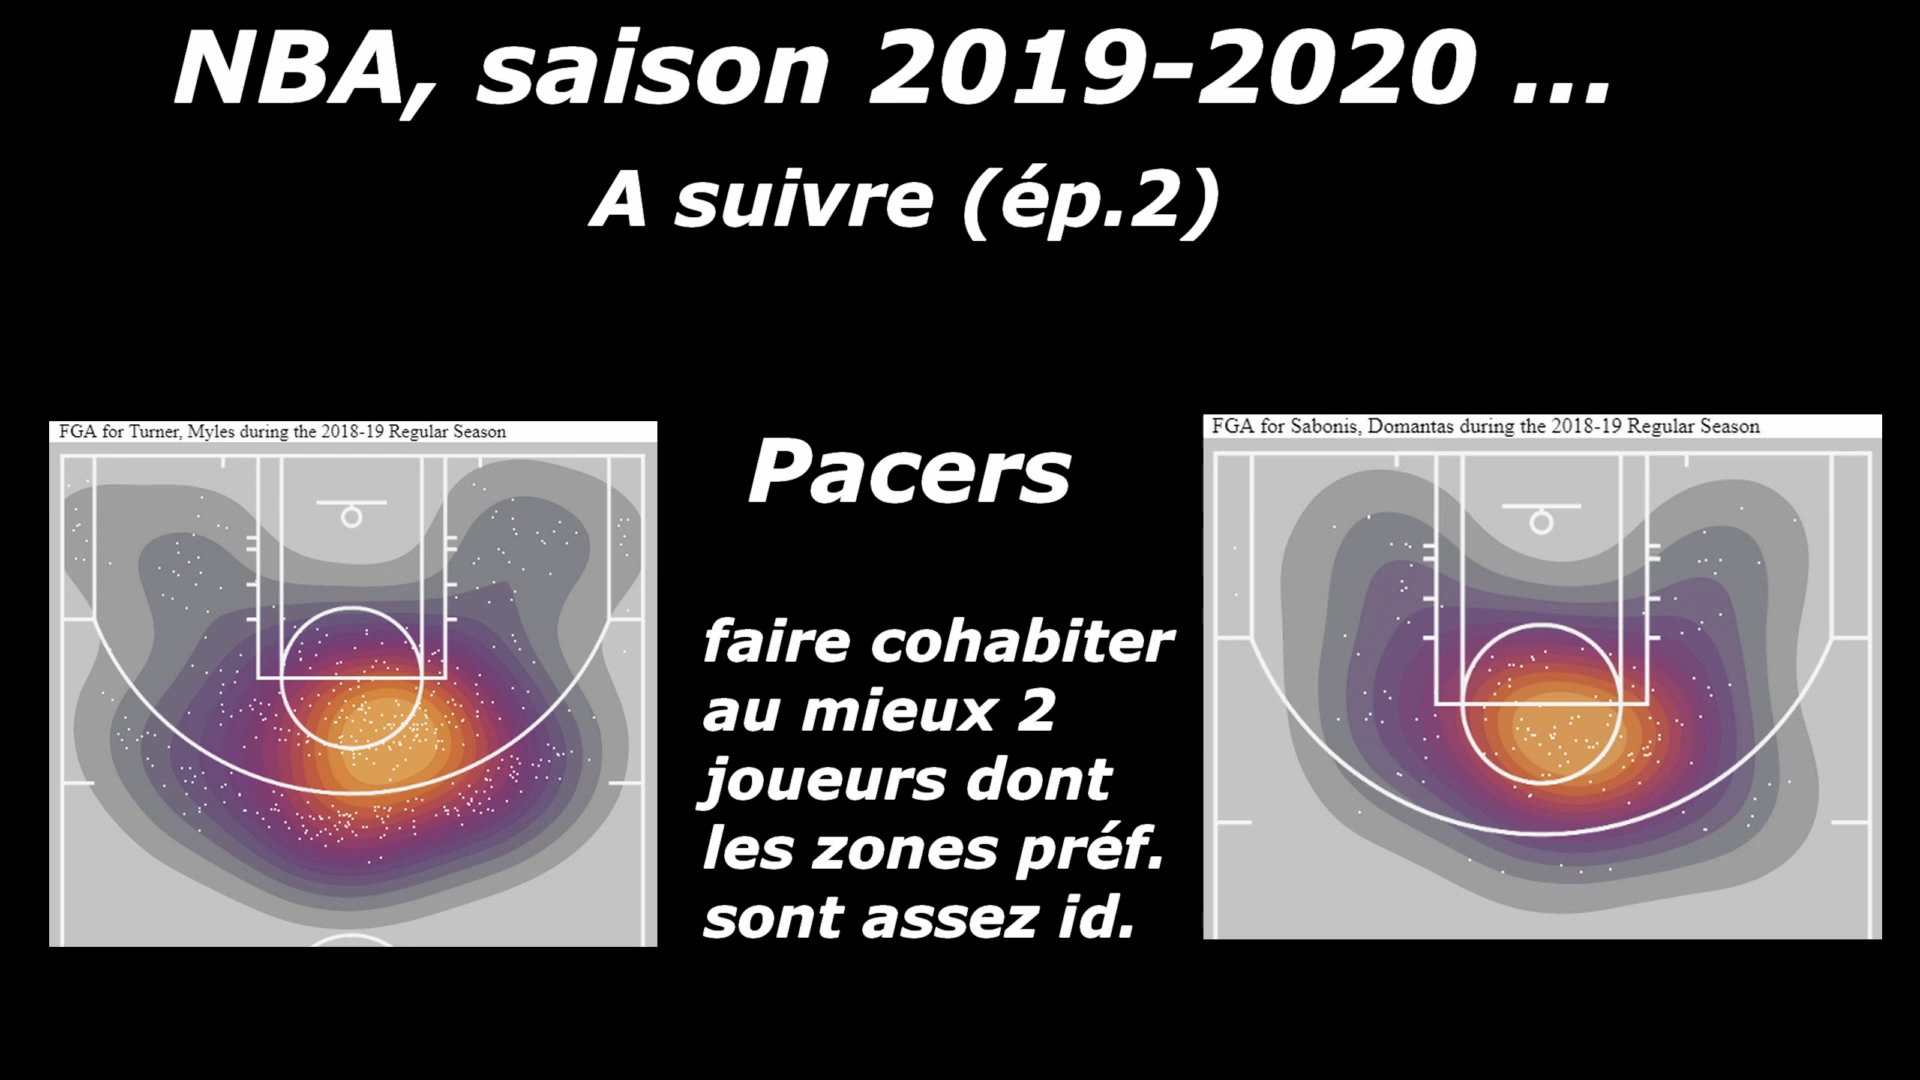 NBA, saison 2019-2020 ...
A suivre (ép.2)
FGA for Turner, Myles during the 2018-19 Regular Season
Pacers
faire cohabiter
au mieux 2
joueurs dont
les zones préf.
sont assez id.
FGA for Sabonis, Domantas during the 2018-19 Regular Season